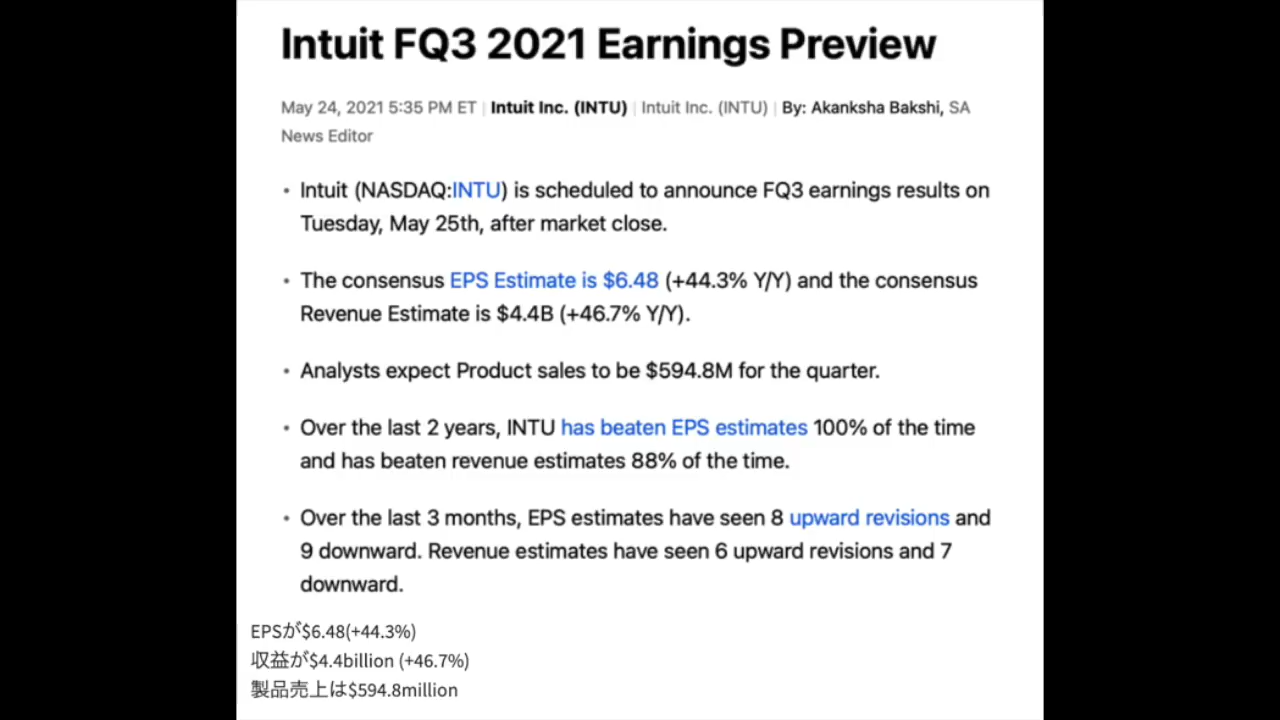 Intuit FQ3 2021 Earnings Preview
May 24, 2021 5:35 PM ET | Intuit Inc. (INTU) | Intuit Inc. (INTU) | By: Akanksha Bakshi, SA
News Editor
• Intuit (NASDAQ:INTU) is scheduled to announce FQ3 earnings results on
Tuesday, May 25th, after market close.
• The consensus EPS Estimate is $6.48 (+44.3% Y/Y) and the consensus
Revenue Estimate is $4.4B (+46.7% Y/Y).
• Analysts expect Product sales to be $594.8M for the quarter.
• Over the last 2 years, INTU has beaten EPS estimates 100% of the time
and has beaten revenue estimates 88% of the time.
• Over the last 3 months, EPS estimates have seen 8 upward revisions and
9 downward. Revenue estimates have seen 6 upward revisions and 7
downward.
EPSが$6.48(+44.3%)
収益が$4.4billion (+46.7%)
製品売上は$594.8million